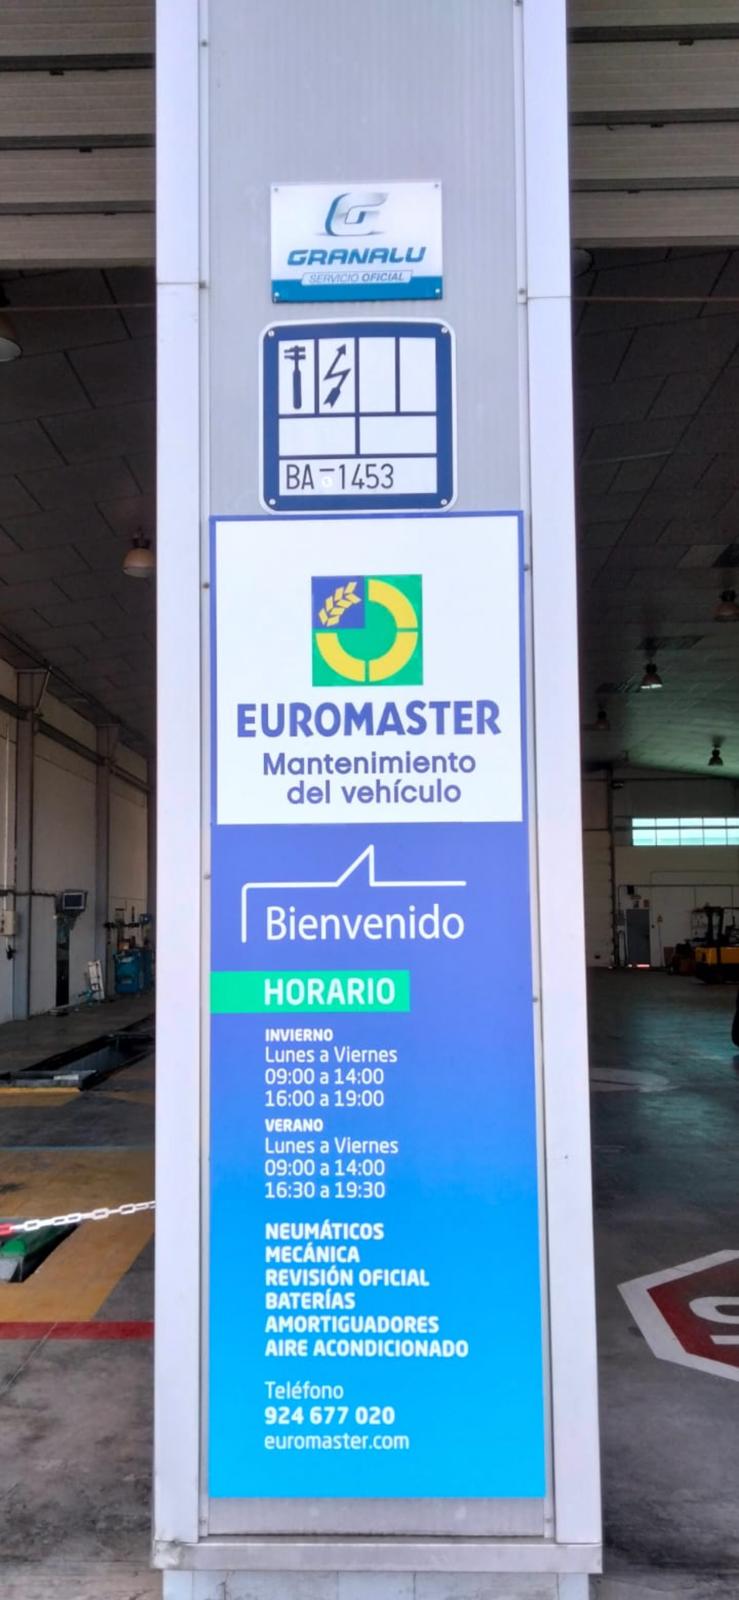 GRANALU
SERVICIO OFICIAL
BA-1453
EUROMASTER
Mantenimiento
del vehículo
Bienvenido
HORARIO
INVIERNO
Lunes a Viernes
09:00 a 14:00
16:00 a 19:00
VERANO
Lunes a Viernes
09:00 a 14:00
16:30 a 19:30
NEUMÁTICOS
MECÁNICA
REVISIÓN OFICIAL
BATERÍAS
AMORTIGUADORES
AIRE ACONDICIONADO
Teléfono
924 677 020
euromaster.com